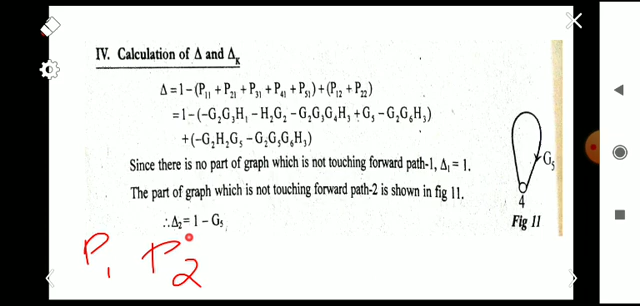 IV. Calculation of Δ and Δₖ
Δ = 1 − (P₁₁ + P₂₁ + P₃₁ + P₄₁ + P₅₁) + (P₁₂ + P₂₂)
= 1 − (−G₂G₃H₁ − H₂G₂ − G₂G₃G₄H₃ + G₅ − G₂G₆H₃)
+ (−G₂H₂G₅ − G₂G₅G₆H₃)
Since there is no part of graph which is not touching forward path-1, Δ₁ = 1.
The part of graph which is not touching forward path-2 is shown in fig 11.
∴ Δ₂ = 1 − G₅
G₅
4
Fig 11
P₁ P₂